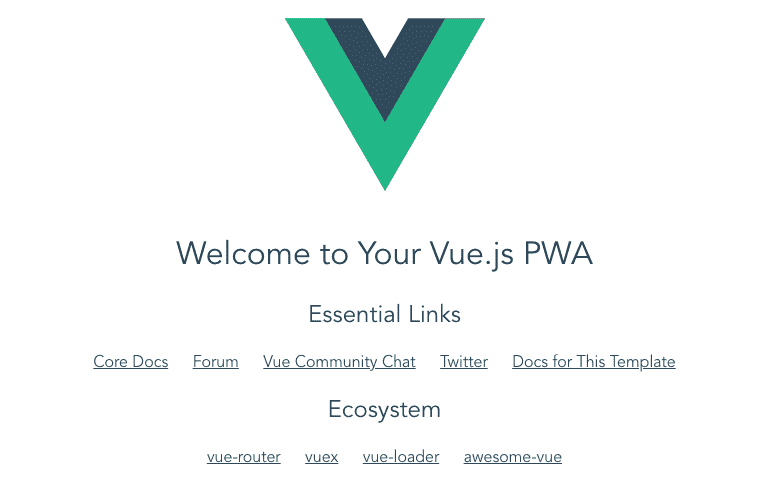 Welcome to Your Vue.js PWA
Essential Links
Core Docs Forum Vue Community Chat Twitter Docs for This Template
Ecosystem
vue-router vuex vue-loader awesome-vue